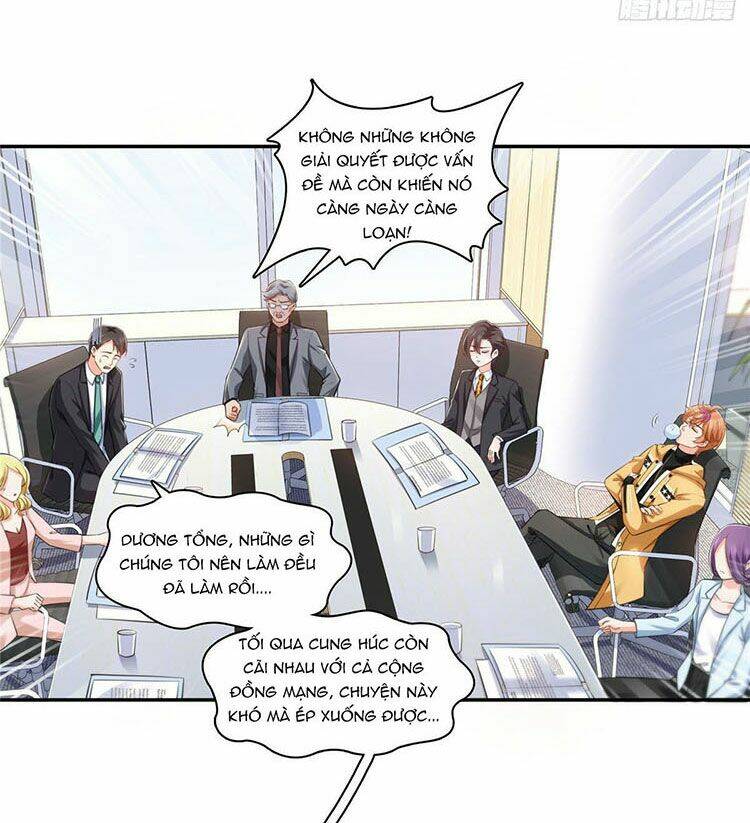 KHÔNG NHỮNG KHÔNG
GIẢI QUYẾT ĐƯỢC VẤN
ĐỀ MÀ CÒN KHIẾN NÓ
CÀNG NGÀY CÀNG
LOẠN!
DƯƠNG TỔNG, NHỮNG GÌ
CHÚNG TÔI NÊN LÀM ĐỀU
ĐÃ LÀM RỒI....
TỐI QUA CUNG HÚC CÒN
CÃI NHAU VỚI CẢ CỘNG
ĐỒNG MẠNG, CHUYỆN NÀY
KHÓ MÀ ÉP XUỐNG ĐƯỢC...